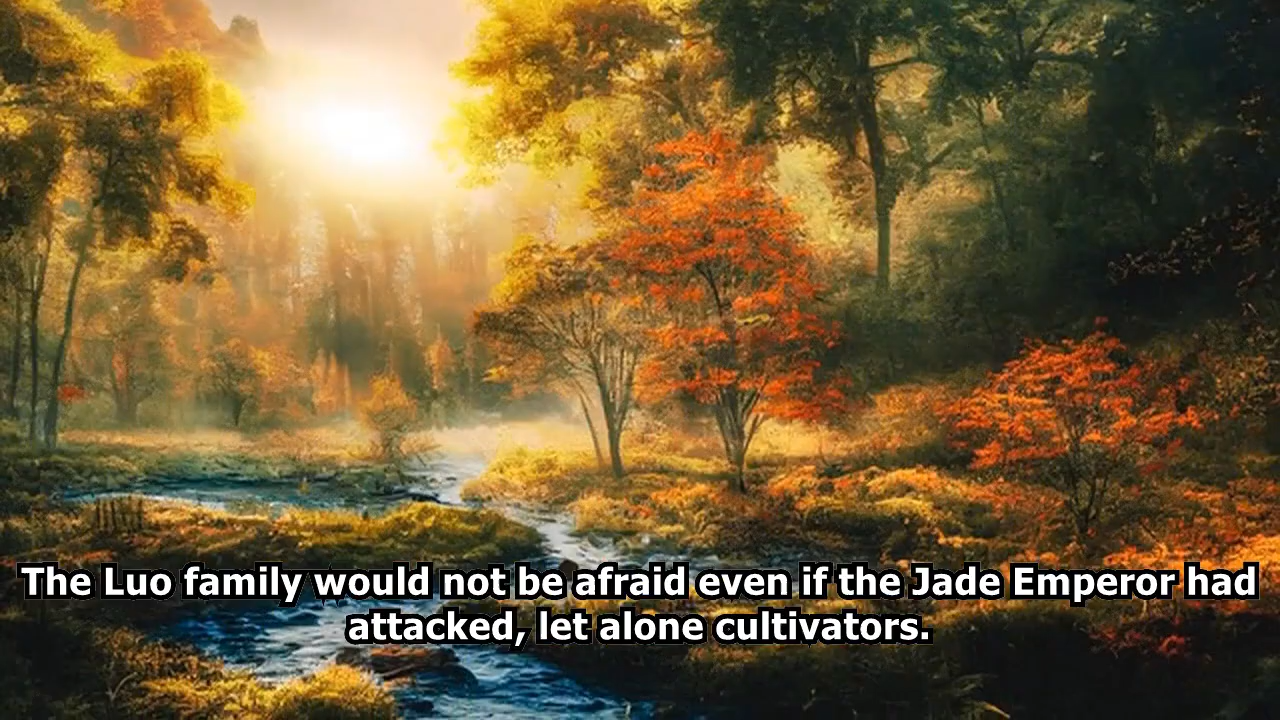 The Luo family would not be afraid even if the Jade Emperor had
attacked, let alone cultivators.